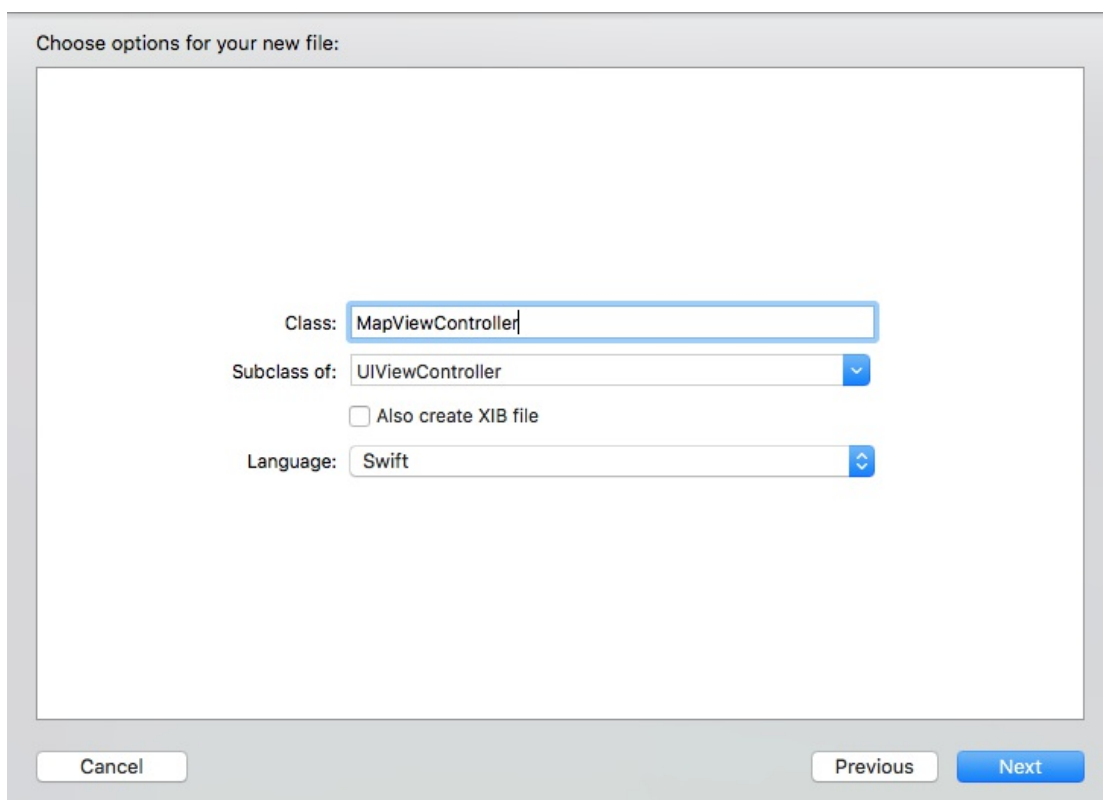 Choose options for your new file:
Class: MapViewController
Subclass of: UIViewController
Also create XIB file
Language: Swift
Cancel Previous Next